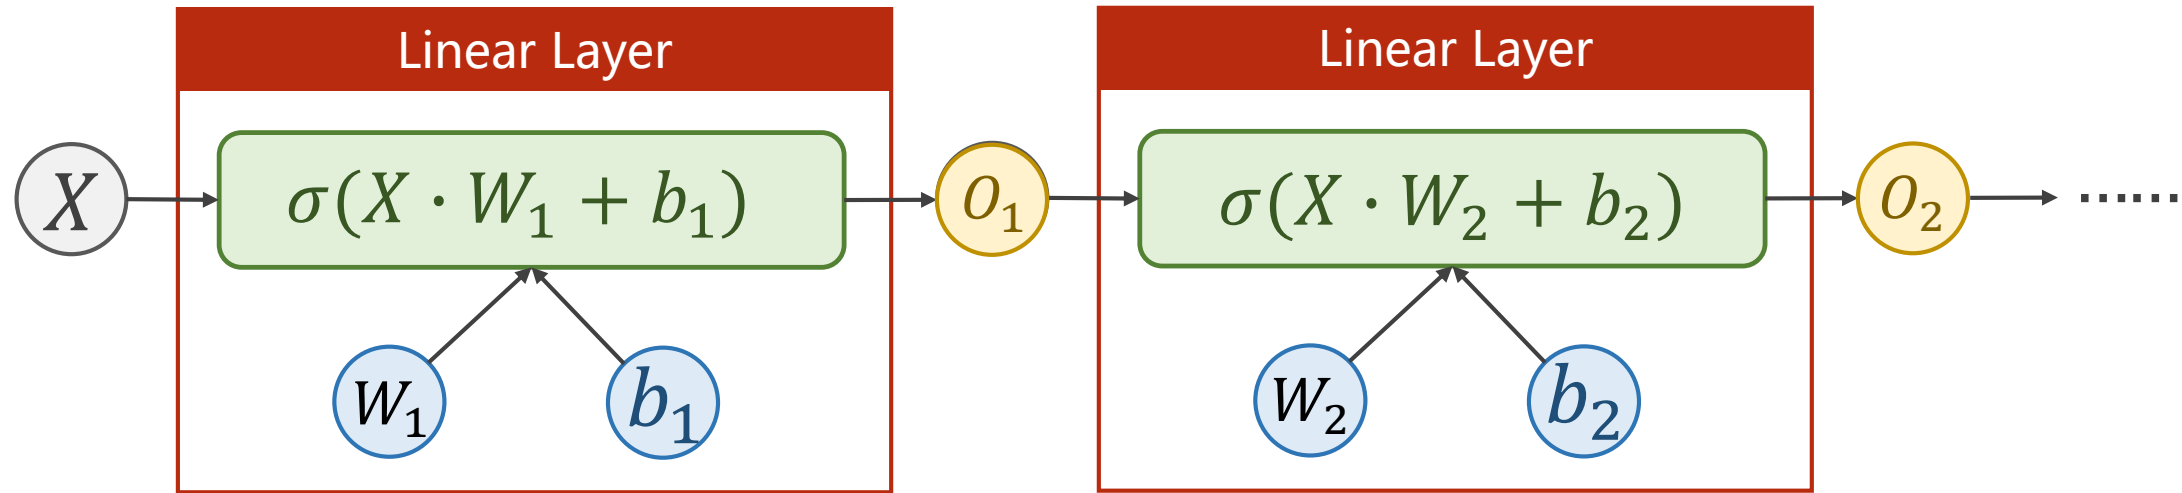 Linear Layer
X
σ(X · W₁ + b₁)
W₁
b₁
O₁
Linear Layer
σ(X · W₂ + b₂)
W₂
b₂
O₂
⋯⋯